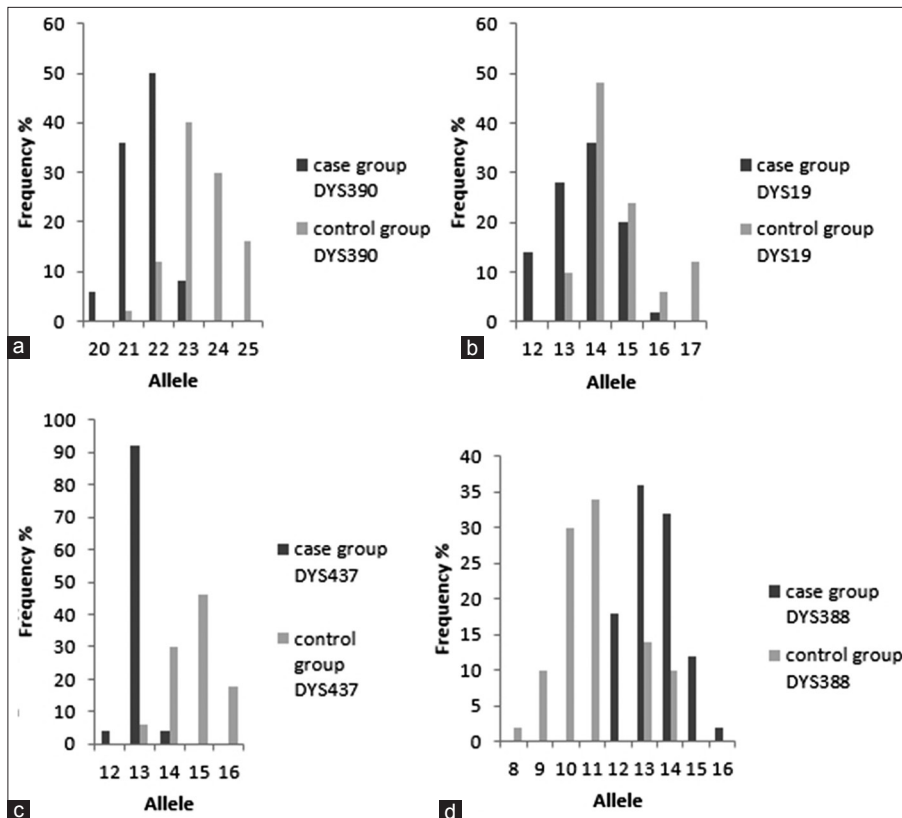 60
50
40
30
20
10
0
Frequency %
20 21 22 23 24 25
Allele
case group
DYS390
control group
DYS390
a
60
50
40
30
20
10
0
Frequency %
12 13 14 15 16 17
Allele
case group
DYS19
control group
DYS19
b
100
90
80
70
60
50
40
30
20
10
0
Frequency %
12 13 14 15 16
Allele
case group
DYS437
control
group
DYS437
c
40
35
30
25
20
15
10
5
0
Frequency %
8 9 10 11 12 13 14 15 16
Allele
case group
DYS388
control group
DYS388
d